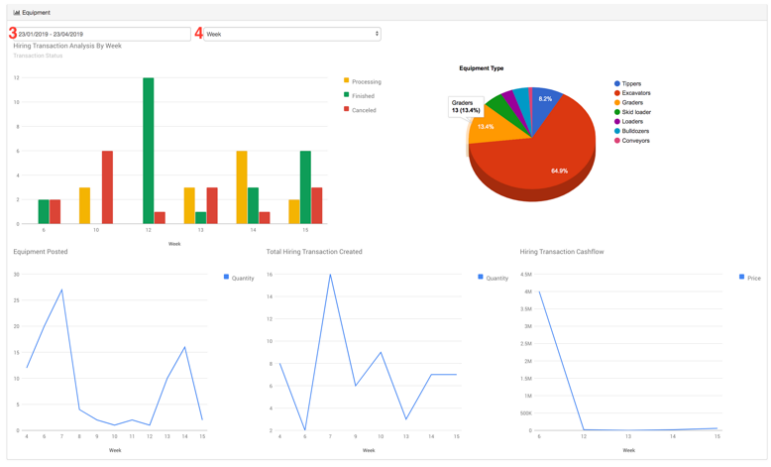 Equipment
3 23/01/2019 - 23/04/2019
4 Week
Hiring Transaction Analysis By Week
Transaction Status
12
10
8
6
4
2
0
6 10 12 13 14 15
Week
Processing
Finished
Canceled
Equipment Type
Graders
13 (13.4%)
8.2%
13.4%
64.9%
Tippers
Excavators
Graders
Skid loader
Loaders
Bulldozers
Conveyors
Equipment Posted
30
25
20
15
10
5
0
4 6 7 8 9 10 11 12 13 14 15
Week
Quantity
Total Hiring Transaction Created
16
14
12
10
8
6
4
2
4 6 7 9 10 13 14 15
Week
Quantity
Hiring Transaction Cashflow
4.5M
4M
3.5M
3M
2.5M
2M
1.5M
1M
500K
0
6 12 13 14 15
Week
Price